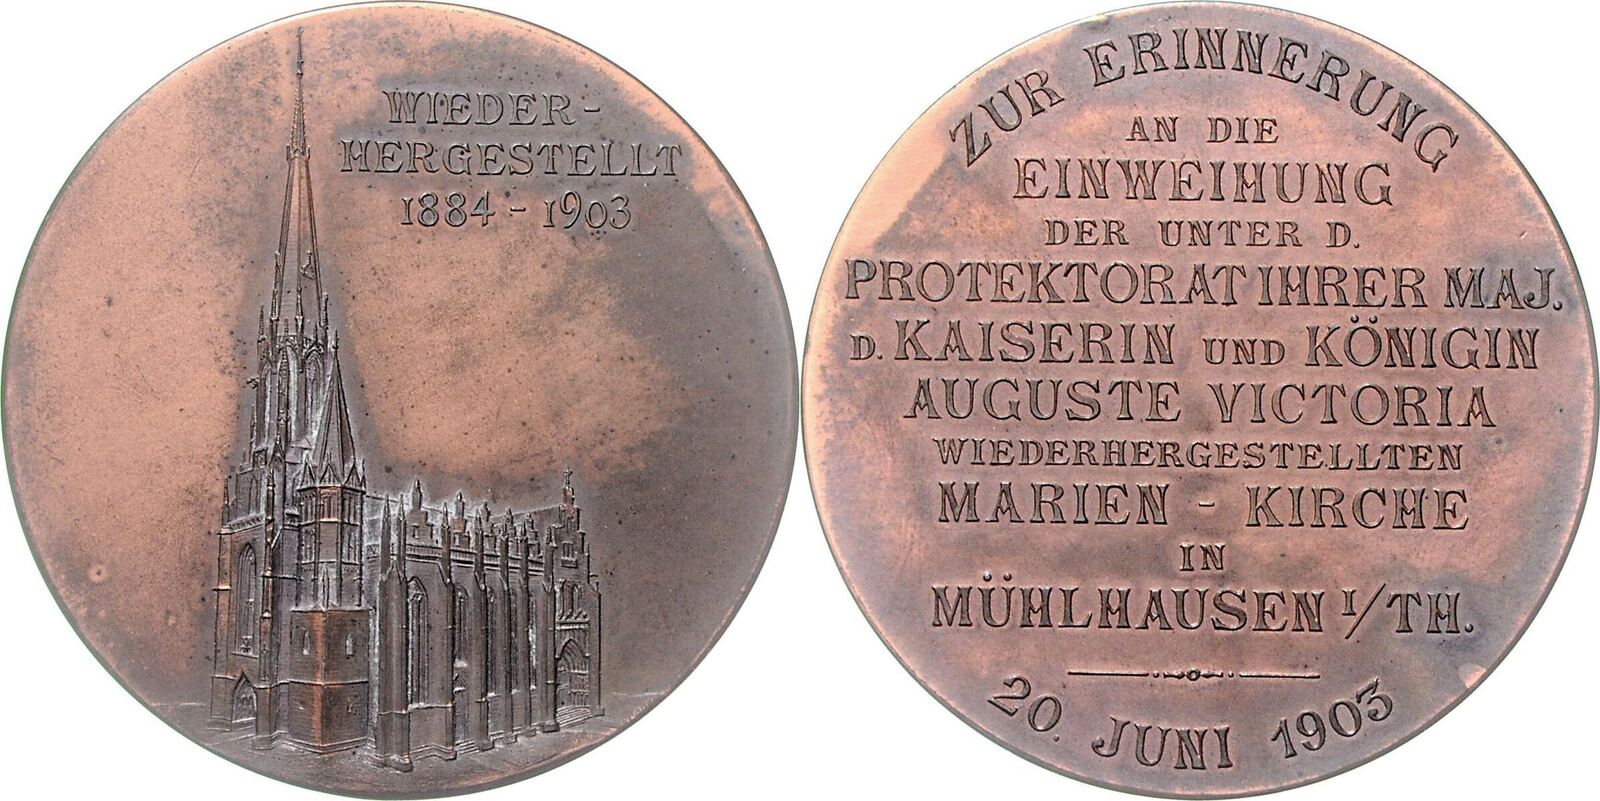 WIEDER-
HERGESTELLT
1884 - 1903
ZUR ERINNERUNG
AN DIE
EINWEIHUNG
DER UNTER D.
PROTEKTORAT IHRER MAJ.
D. KAISERIN UND KÖNIGIN
AUGUSTE VICTORIA
WIEDERHERGESTELLTEN
MARIEN - KIRCHE
IN
MÜHLHAUSEN I/TH.
20. JUNI 1903